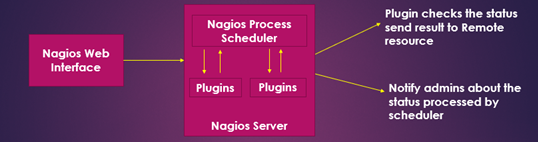 Nagios Web
Interface
Nagios Process
Scheduler
Plugins
Plugins
Nagios Server
Plugin checks the status
send result to Remote
resource
Notify admins about the
status processed by
scheduler